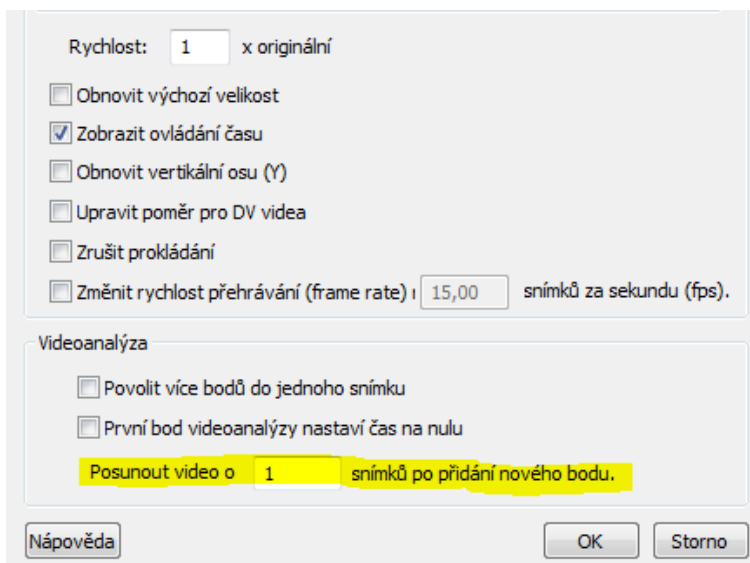 Rychlost: 1 x originální
Obnovit výchozí velikost
Zobrazit ovládání času
Obnovit vertikální osu (Y)
Upravit poměr pro DV videa
Zrušit prokládání
Změnit rychlost přehrávání (frame rate) 15,00 snímků za sekundu (fps).
Videoanalýza
Povolit více bodů do jednoho snímku
První bod videoanalýzy nastaví čas na nulu
Posunout video o 1 snímků po přidání nového bodu.
Nápověda OK Storno